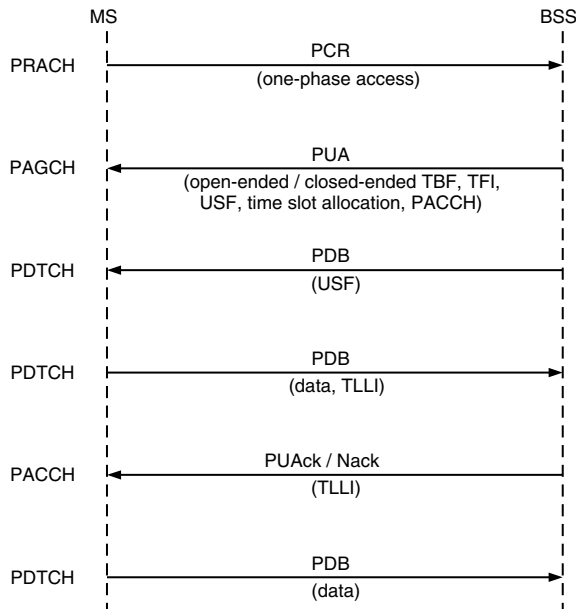 MS BSS
PRACH PCR
(one-phase access)
PAGCH PUA
(open-ended / closed-ended TBF, TFI,
USF, time slot allocation, PACCH)
PDTCH PDB
(USF)
PDTCH PDB
(data, TLLI)
PACCH PUAck / Nack
(TLLI)
PDTCH PDB
(data)